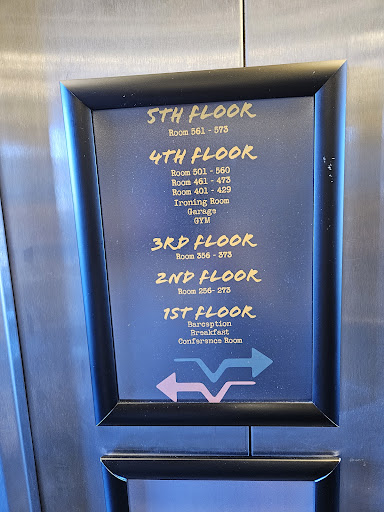 5TH FLOOR
Room 561 - 573
4TH FLOOR
Room 501 - 560
Room 461 - 473
Room 401 - 429
Ironing Room
Garage
GYM
3RD FLOOR
Room 356 - 373
2ND FLOOR
Room 256- 273
1ST FLOOR
Barception
Breakfast
Conference Room